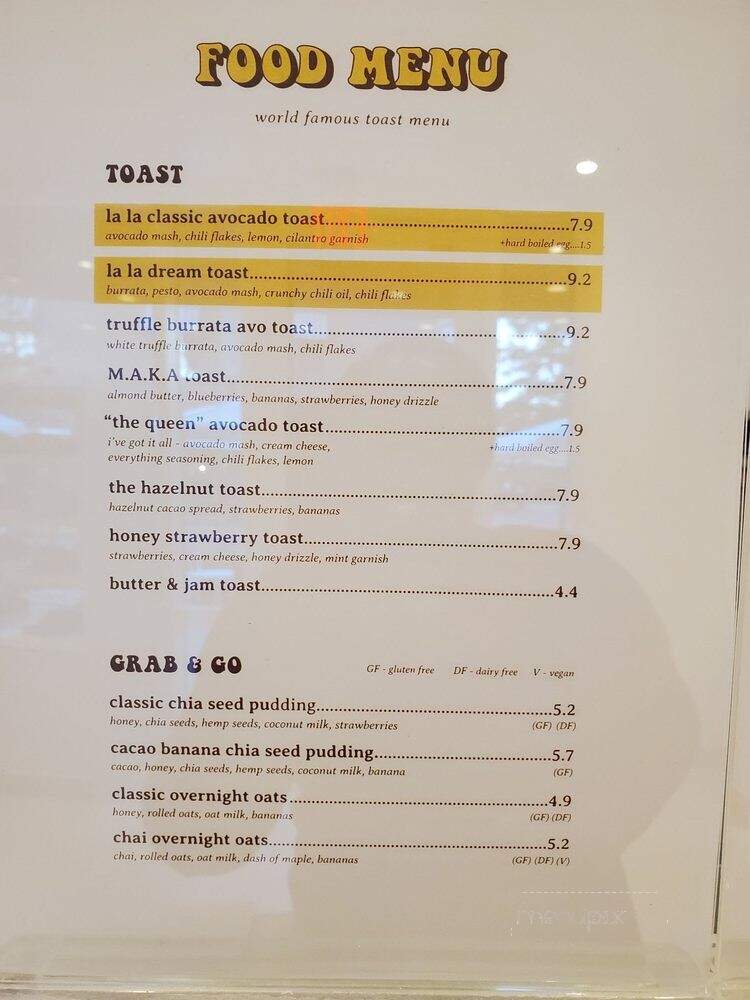 FOOD MENU
world famous toast menu
TOAST
la la classic avocado toast........................................................7.9
avocado mash, chili flakes, lemon, cilantro garnish +hard boiled egg....1.5
la la dream toast.......................................................................9.2
burrata, pesto, avocado mash, crunchy chili oil, chili flakes
truffle burrata avo toast.........................................................9.2
white truffle burrata, avocado mash, chili flakes
M.A.K.A toast............................................................................7.9
almond butter, blueberries, bananas, strawberries, honey drizzle
“the queen” avocado toast.....................................................7.9
i've got it all - avocado mash, cream cheese, +hard boiled egg....1.5
everything seasoning, chili flakes, lemon
the hazelnut toast....................................................................7.9
hazelnut cacao spread, strawberries, bananas
honey strawberry toast..........................................................7.9
strawberries, cream cheese, honey drizzle, mint garnish
butter & jam toast....................................................................4.4
GRAB & GO GF - gluten free DF - dairy free V - vegan
classic chia seed pudding.......................................................5.2
honey, chia seeds, hemp seeds, coconut milk, strawberries (GF) (DF)
cacao banana chia seed pudding..........................................5.7
cacao, honey, chia seeds, hemp seeds, coconut milk, banana (GF)
classic overnight oats............................................................4.9
honey, rolled oats, oat milk, bananas (GF) (DF)
chai overnight oats................................................................5.2
chai, rolled oats, oat milk, dash of maple, bananas (GF) (DF) (V)